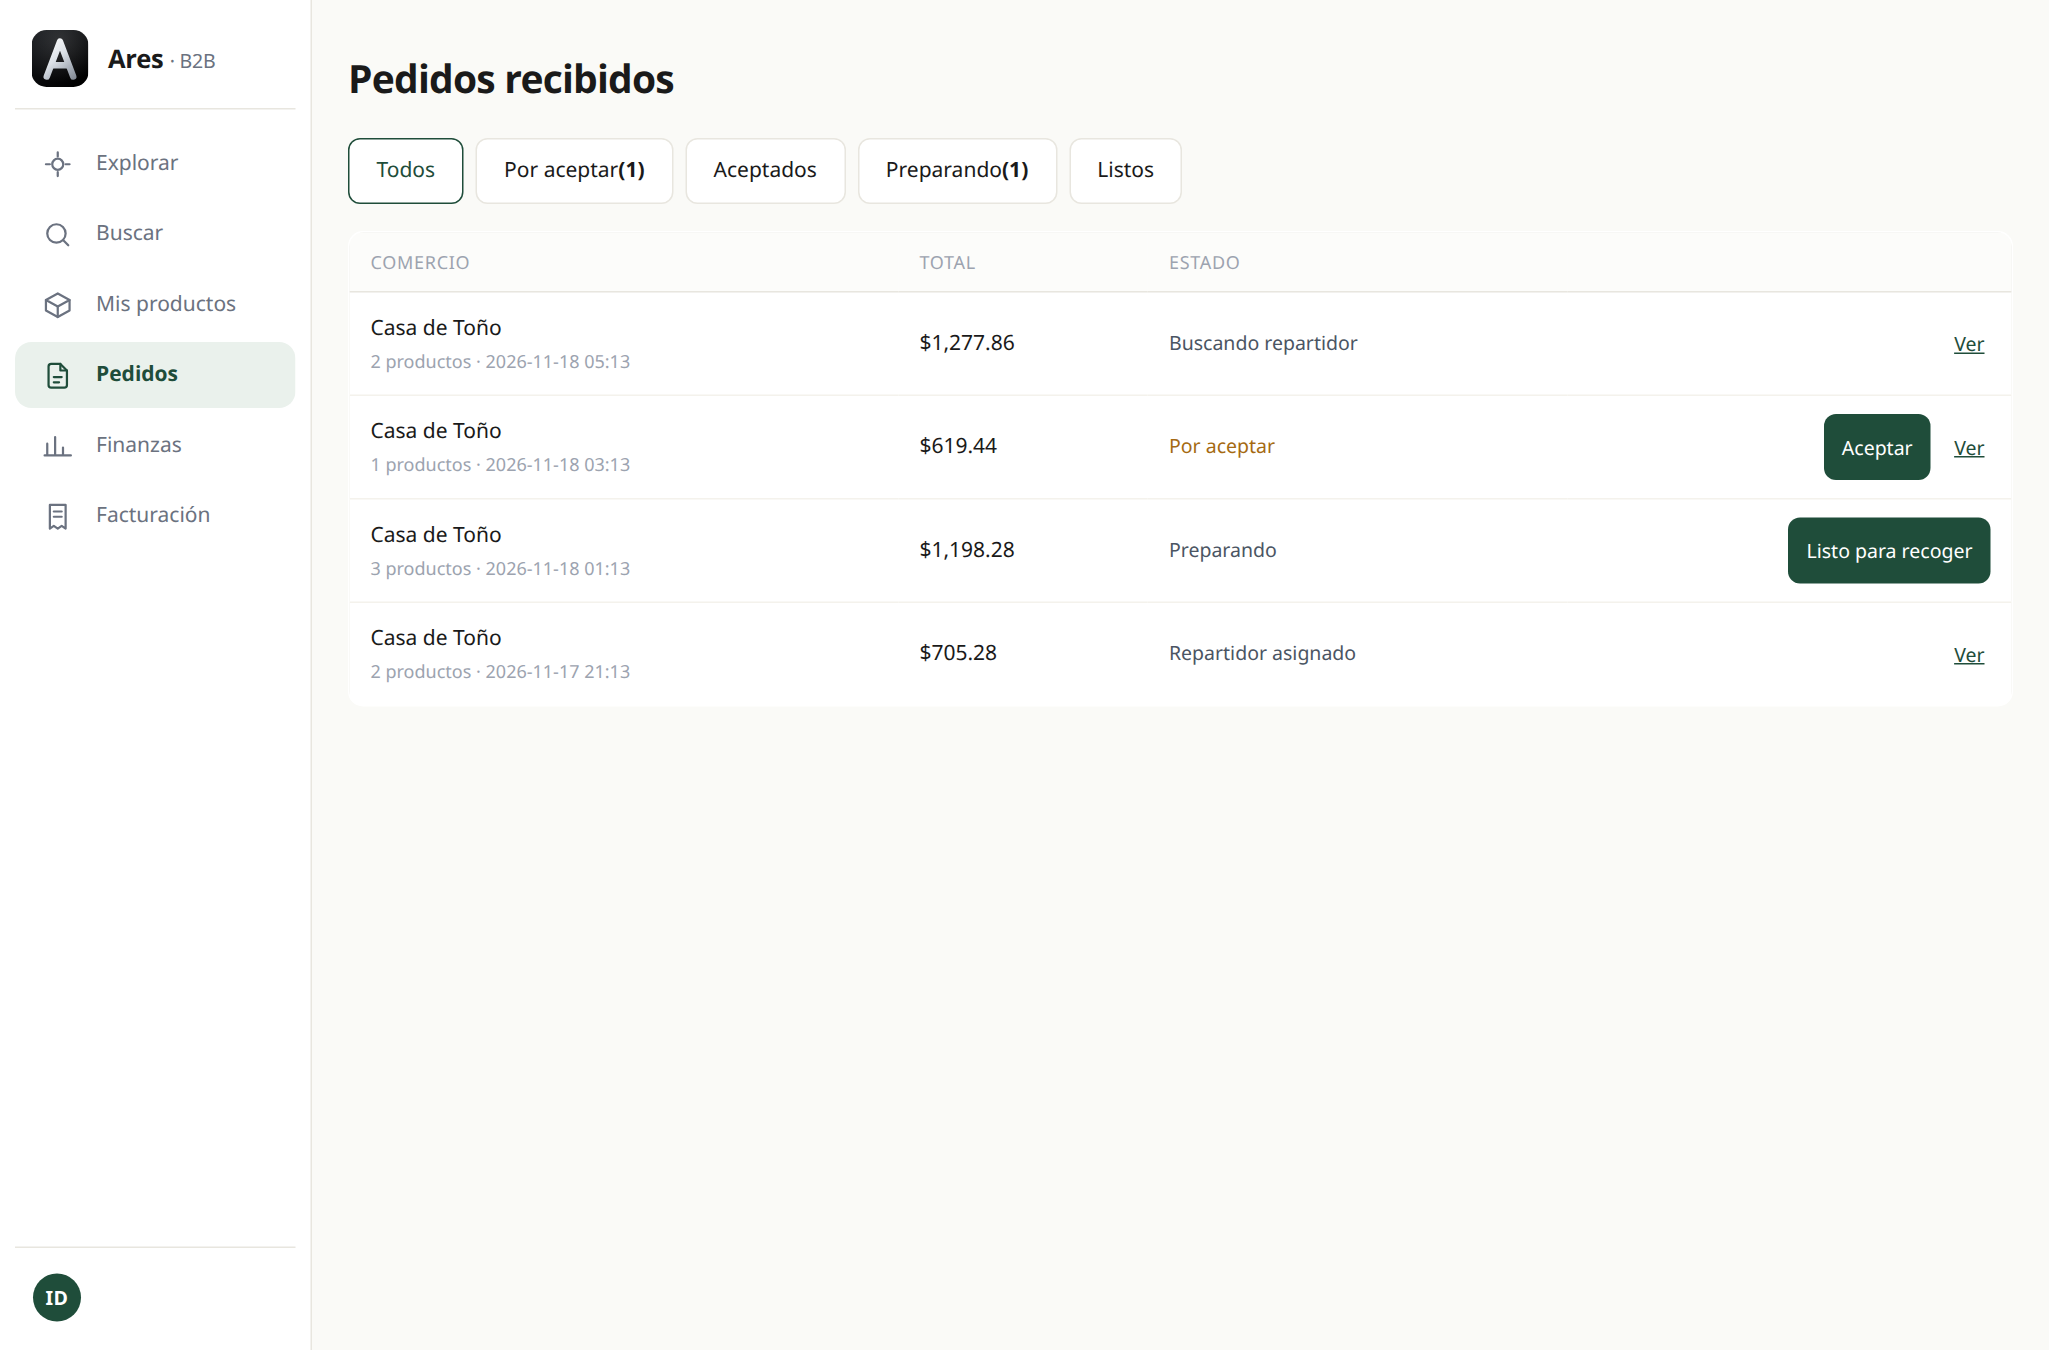 A
Ares · B2B
Explorar
Buscar
Mis productos
Pedidos
Finanzas
Facturación
ID
Pedidos recibidos
Todos
Por aceptar(1)
Aceptados
Preparando(1)
Listos
COMERCIO TOTAL ESTADO
Casa de Toño
2 productos · 2026-11-18 05:13
$1,277.86
Buscando repartidor
Ver
Casa de Toño
1 productos · 2026-11-18 03:13
$619.44
Por aceptar
Aceptar
Ver
Casa de Toño
3 productos · 2026-11-18 01:13
$1,198.28
Preparando
Listo para recoger
Casa de Toño
2 productos · 2026-11-17 21:13
$705.28
Repartidor asignado
Ver